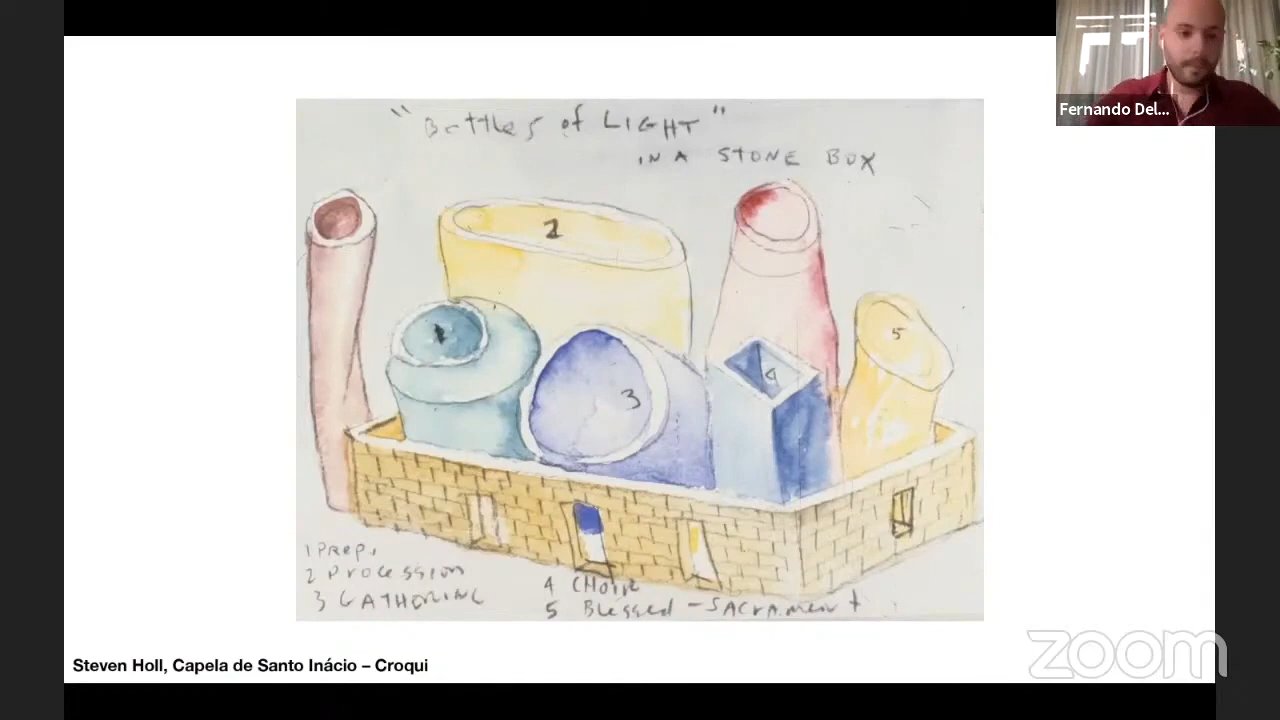 "Bottles of LIGHT"
IN A STONE BOX
2
1
3
4
5
1 PREP.
2 PROCESSION
3 GATHERING
4 CHOIR
5 Blessed - SACRAMENT
Steven Holl, Capela de Santo Inácio – Croqui
Fernando Del...
zoom